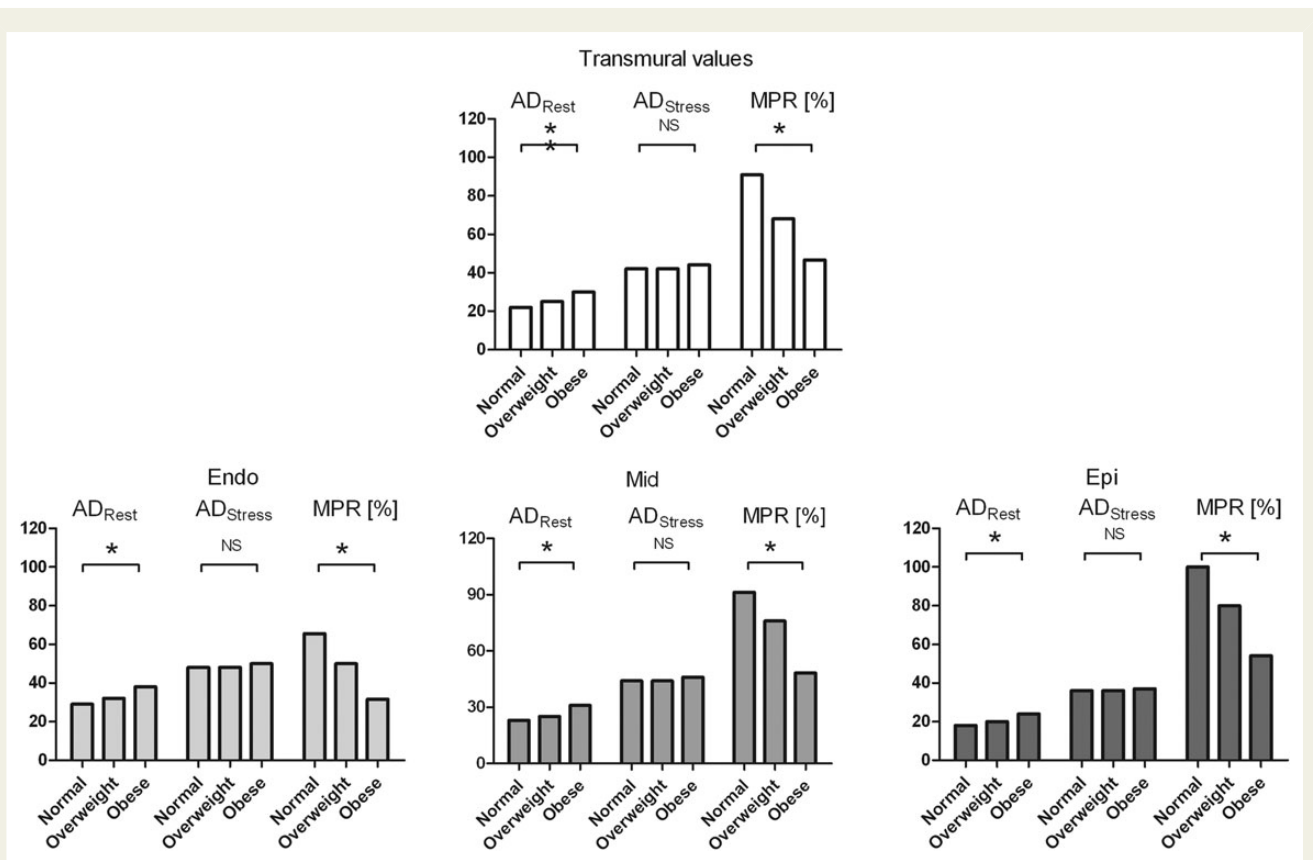 Transmural values
AD_Rest AD_Stress MPR [%]
* NS *
*
120
100
80
60
40
20
0
Normal Overweight Obese Normal Overweight Obese Normal Overweight Obese
Endo
AD_Rest AD_Stress MPR [%]
* NS *
120
100
80
60
40
20
0
Normal Overweight Obese Normal Overweight Obese Normal Overweight Obese
Mid
AD_Rest AD_Stress MPR [%]
* NS *
120
90
60
30
0
Normal Overweight Obese Normal Overweight Obese Normal Overweight Obese
Epi
AD_Rest AD_Stress MPR [%]
* NS *
120
100
80
60
40
20
0
Normal Overweight Obese Normal Overweight Obese Normal Overweight Obese